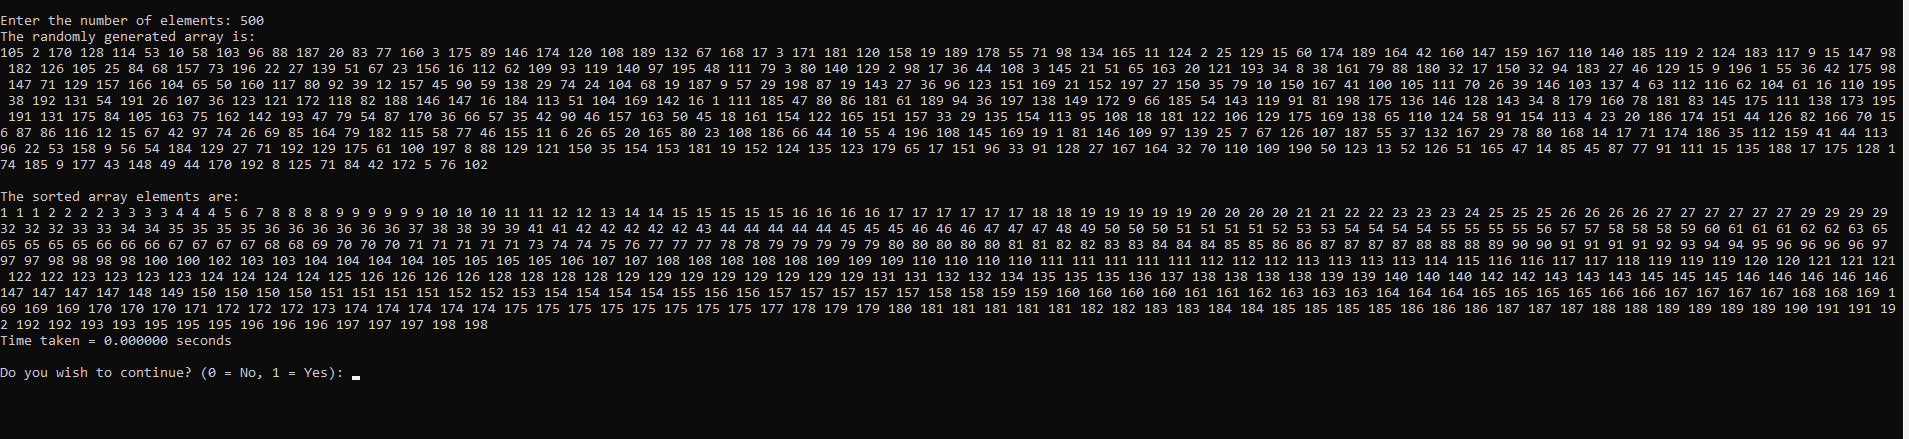 Enter the number of elements: 500
The randomly generated array is:
105 2 170 128 114 53 10 58 103 96 88 187 20 83 77 160 3 175 89 146 174 120 108 189 132 67 168 17 3 171 181 120 158 19 189 178 55 71 98 134 165 11 124 2 25 129 15 60 174 189 164 42 160 147 159 167 110 140 185 119 2 124 183 117 9 15 147 98
182 126 105 25 84 68 157 73 196 22 27 139 51 67 23 156 16 112 62 109 93 119 140 97 195 48 111 79 3 80 140 129 2 98 17 36 44 108 3 145 21 51 65 163 20 121 193 34 8 38 161 79 88 180 32 17 150 32 94 183 27 46 129 15 9 196 1 55 36 42 175 98
147 71 129 157 166 104 65 50 160 117 80 92 39 12 157 45 90 59 138 29 74 24 104 68 19 187 9 57 29 298 87 19 143 27 36 96 123 151 169 21 152 197 27 150 35 79 10 150 167 41 100 105 111 70 26 39 146 103 137 4 63 112 116 62 104 61 16 110 195
38 192 131 54 191 26 107 36 123 121 172 118 82 188 146 147 16 184 113 51 104 169 142 16 1 111 185 47 80 86 181 61 189 94 36 197 138 149 172 9 66 185 54 143 119 91 81 198 175 136 146 128 143 34 8 179 160 78 181 83 145 175 111 138 173 195
191 131 175 84 105 163 75 162 142 193 47 79 54 87 170 36 66 57 35 42 90 46 157 163 50 45 18 161 154 122 165 151 157 33 29 135 154 113 95 108 18 181 122 106 129 175 169 138 65 110 124 58 91 154 113 4 23 20 186 174 151 44 126 82 166 70 15
6 87 86 116 12 15 67 42 97 74 26 69 85 164 79 182 115 58 77 46 155 11 6 26 65 20 165 80 23 108 186 66 44 10 55 4 196 108 145 169 19 1 81 146 109 97 139 25 7 67 126 107 187 55 37 132 167 29 78 80 168 14 17 71 174 186 35 112 159 41 44 113
96 22 53 158 9 56 54 184 129 27 71 192 129 175 61 100 197 8 88 129 121 150 35 154 153 181 19 152 124 135 123 179 65 17 151 96 33 91 128 27 167 164 32 70 110 109 190 50 123 13 52 126 51 165 47 14 85 45 87 77 91 111 15 135 188 17 175 128 1
74 185 9 177 43 148 49 44 170 192 8 125 71 84 42 172 5 76 102
The sorted array elements are:
1 1 1 2 2 2 2 3 3 3 3 4 4 4 5 6 7 8 8 8 8 9 9 9 9 9 9 10 10 10 11 11 12 12 13 14 14 15 15 15 15 15 16 16 16 16 17 17 17 17 17 17 18 18 19 19 19 19 19 20 20 20 20 21 21 22 22 23 23 23 24 25 25 25 26 26 26 26 27 27 27 27 27 27 29 29 29 29
32 32 32 33 33 34 34 35 35 35 35 36 36 36 36 36 36 36 37 38 38 39 39 41 41 42 42 42 42 42 43 44 44 44 44 44 45 45 45 46 46 46 46 47 47 47 48 49 50 50 50 51 51 51 51 52 53 53 54 54 54 54 55 55 55 55 56 57 57 58 58 58 59 60 61 61 61 62 62 63 65
65 65 65 65 66 66 66 67 67 67 67 68 68 69 70 70 70 71 71 71 71 71 73 74 74 75 76 77 77 77 78 78 79 79 79 79 79 80 80 80 80 80 81 81 82 82 83 83 84 84 84 85 85 86 86 87 87 87 87 88 88 88 89 90 90 91 91 91 91 92 93 94 94 95 96 96 96 96 97
97 97 98 98 98 98 100 100 102 103 103 104 104 104 104 105 105 105 105 106 107 107 108 108 108 108 108 109 109 109 110 110 110 110 111 111 111 111 111 112 112 112 113 113 113 113 114 115 116 116 117 117 118 119 119 119 120 120 121 121 121
122 122 123 123 123 123 124 124 124 124 125 126 126 126 126 128 128 128 128 129 129 129 129 129 129 129 129 131 131 132 132 134 135 135 135 136 137 138 138 138 138 139 139 140 140 140 142 142 143 143 143 145 145 145 146 146 146 146 146
147 147 147 147 148 149 150 150 150 150 151 151 151 151 152 152 153 154 154 154 154 155 156 156 157 157 157 157 157 158 158 159 159 160 160 160 160 161 161 162 163 163 163 164 164 164 165 165 165 165 166 166 167 167 167 167 168 168 169 1
69 169 169 170 170 170 171 172 172 172 173 174 174 174 174 174 175 175 175 175 175 175 175 177 178 179 179 180 181 181 181 181 181 182 182 183 183 184 184 185 185 185 185 186 186 186 187 187 187 188 188 189 189 189 189 190 191 191 19
2 192 192 193 193 195 195 195 196 196 196 197 197 197 198 198
Time taken = 0.000000 seconds
Do you wish to continue? (0 = No, 1 = Yes):